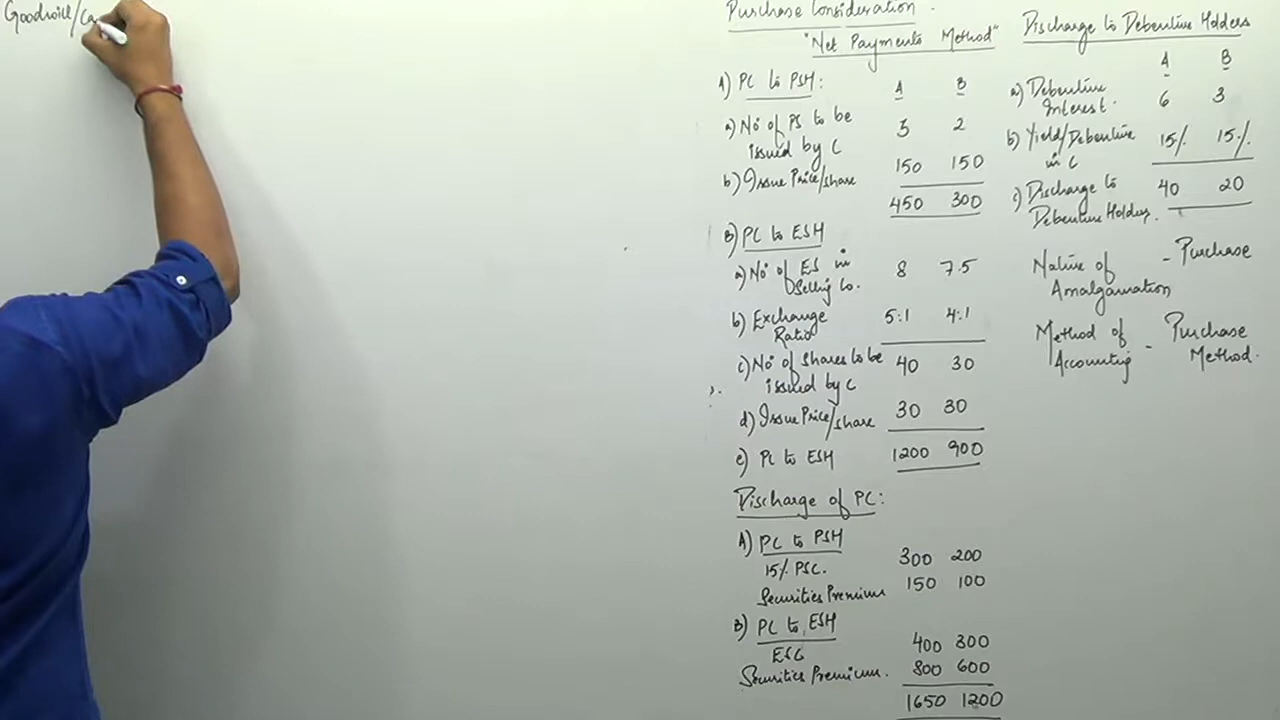 Goodwill/Ca
Purchase Consideration.
"Net Payments Method"
A) PC to PSH:
A B
a) No of PS to be issued by C
3 2
b) Issue Price/share
150 150
450 300
B) PC to ESH
a) No of ES in Selling Co.
8 7.5
b) Exchange Ratio
5:1 4:1
c) No of Shares to be issued by C
40 30
d) Issue Price/share
30 30
e) PC to ESH
1200 900
Discharge of PC:
A) PC to PSH
15% PSC.
300 200
Securities Premium
150 100
B) PC to ESH
ESC
400 300
Securities Premium.
800 600
1650 1200
Discharge to Debenture Holders
A B
a) Debenture Interest.
6 3
b) Yield/Debenture in C
15% 15%
c) Discharge to Debenture Holders.
40 20
Nature of Amalgamation - Purchase
Method of Accounting - Purchase Method.